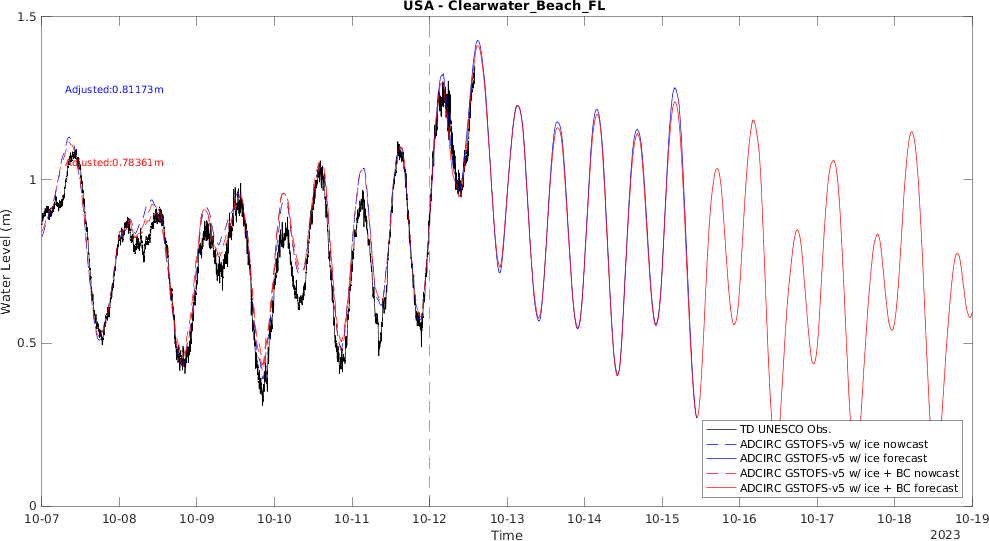 USA - Clearwater_Beach_FL
1.5
Adjusted:0.81173m
Adjusted:0.78361m
1
Water Level (m)
0.5
TD UNESCO Obs.
ADCIRC GSTOFS-v5 w/ ice nowcast
ADCIRC GSTOFS-v5 w/ ice forecast
ADCIRC GSTOFS-v5 w/ ice + BC nowcast
ADCIRC GSTOFS-v5 w/ ice + BC forecast
0
10-07 10-08 10-09 10-10 10-11 10-12 10-13 10-14 10-15 10-16 10-17 10-18 10-19
Time
2023